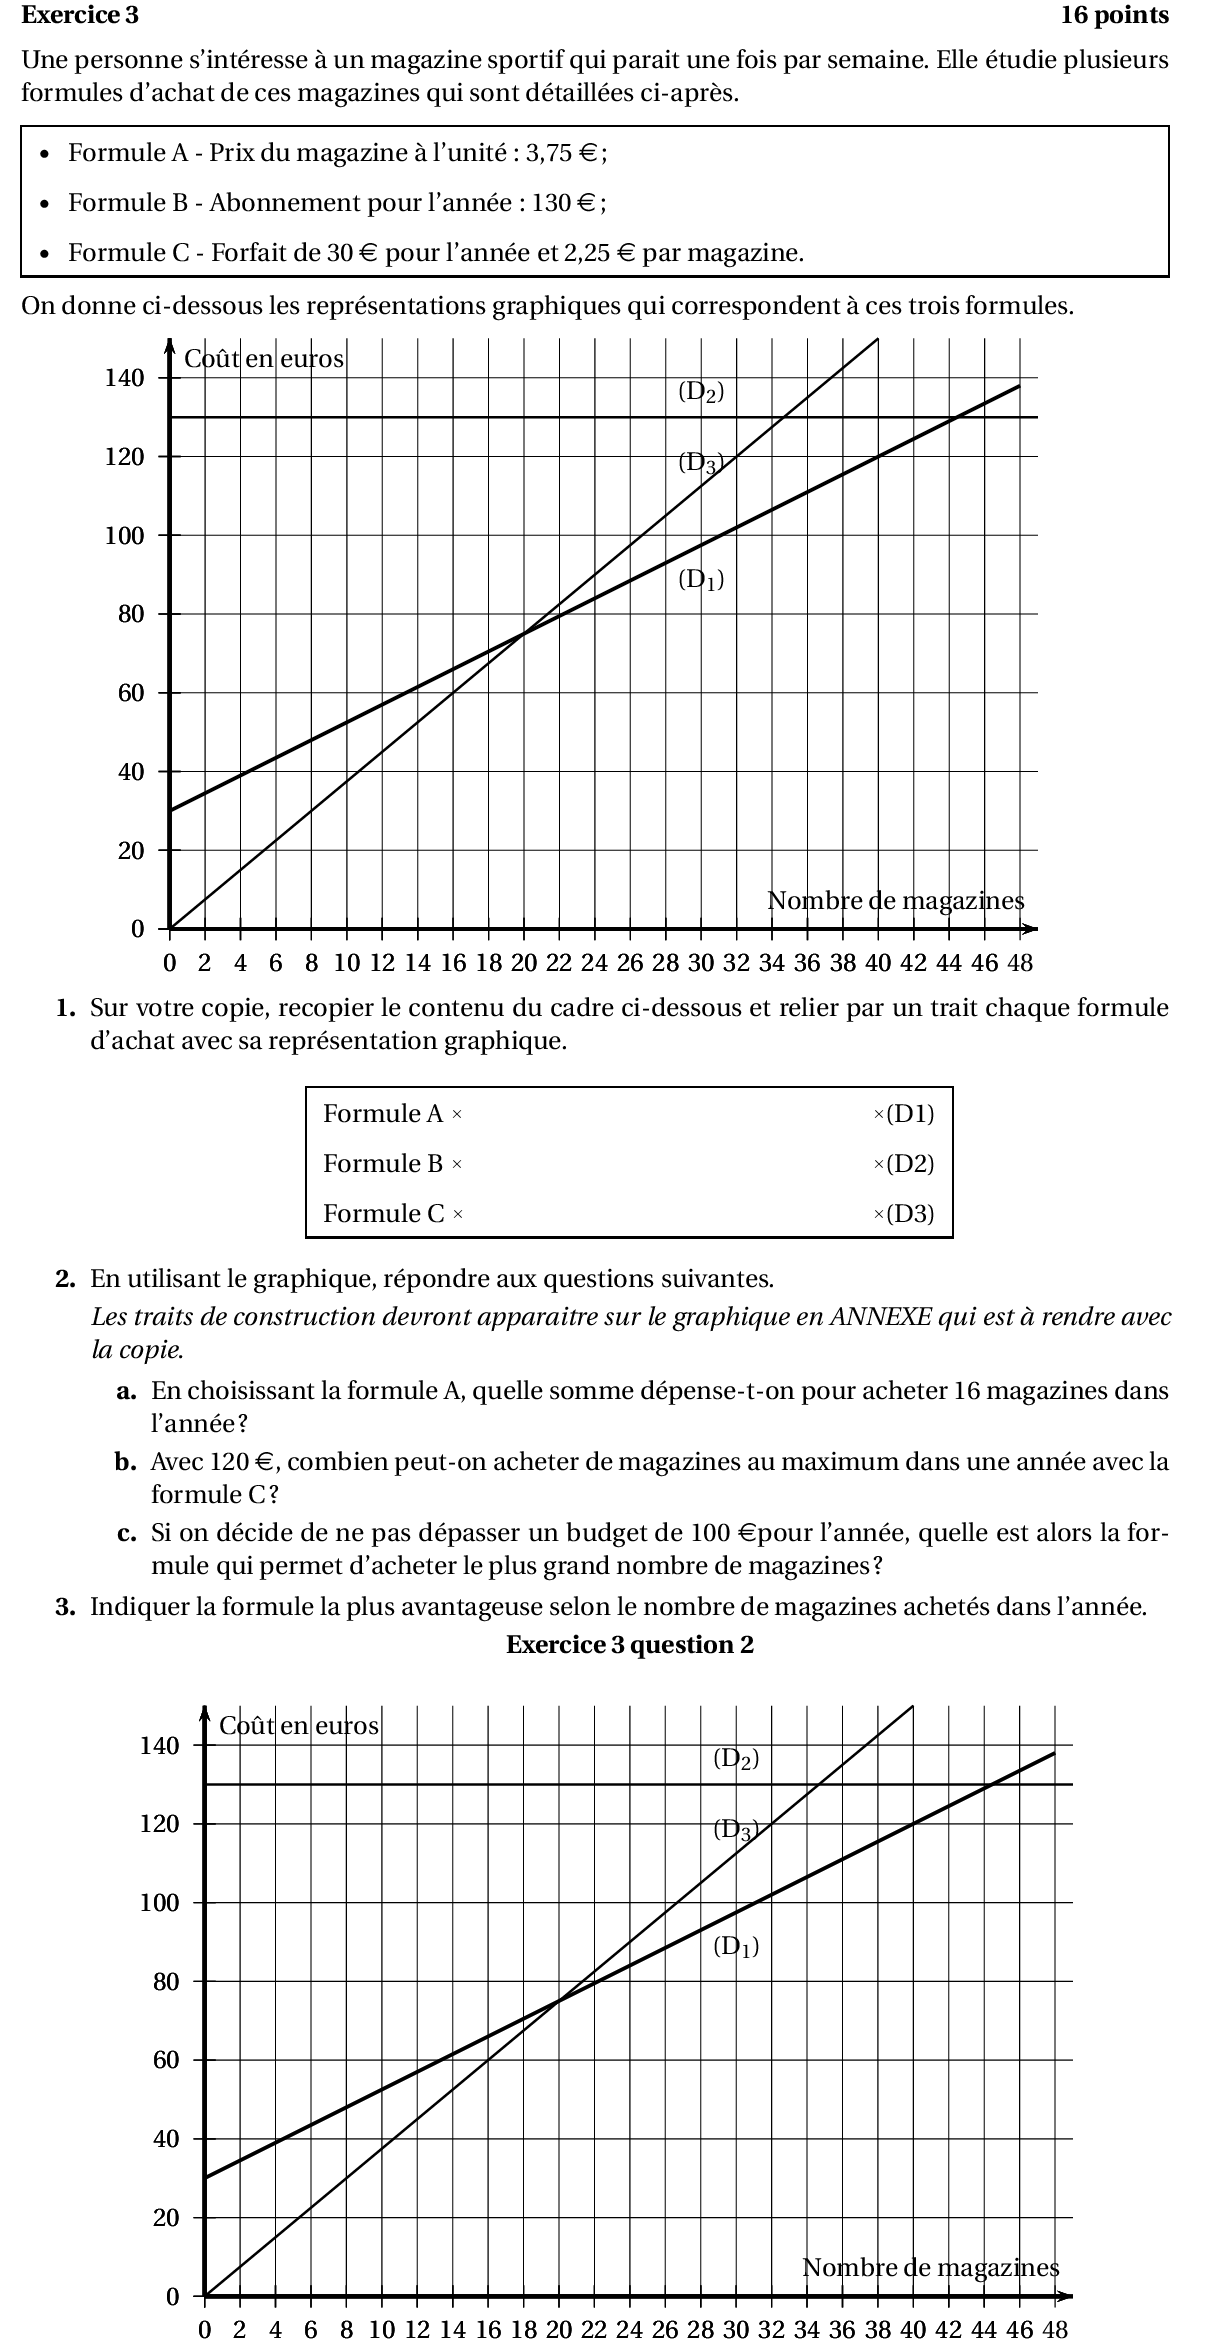 Exercice 3 16 points
Une personne s’intéresse à un magazine sportif qui parait une fois par semaine. Elle étudie plusieurs
formules d’achat de ces magazines qui sont détaillées ci-après.
• Formule A - Prix du magazine à l’unité : 3,75 €;
• Formule B - Abonnement pour l’année : 130 €;
• Formule C - Forfait de 30 € pour l’année et 2,25 € par magazine.
On donne ci-dessous les représentations graphiques qui correspondent à ces trois formules.
Coût en euros
140
(D2)
120
(D3)
100
(D1)
80
60
40
20
Nombre de magazines
0
0 2 4 6 8 10 12 14 16 18 20 22 24 26 28 30 32 34 36 38 40 42 44 46 48
1. Sur votre copie, recopier le contenu du cadre ci-dessous et relier par un trait chaque formule
d’achat avec sa représentation graphique.
Formule A × ×(D1)
Formule B × ×(D2)
Formule C × ×(D3)
2. En utilisant le graphique, répondre aux questions suivantes.
Les traits de construction devront apparaitre sur le graphique en ANNEXE qui est à rendre avec
la copie.
a. En choisissant la formule A, quelle somme dépense-t-on pour acheter 16 magazines dans
l’année?
b. Avec 120 €, combien peut-on acheter de magazines au maximum dans une année avec la
formule C?
c. Si on décide de ne pas dépasser un budget de 100 €pour l’année, quelle est alors la for-
mule qui permet d’acheter le plus grand nombre de magazines?
3. Indiquer la formule la plus avantageuse selon le nombre de magazines achetés dans l’année.
Exercice 3 question 2
Coût en euros
140
(D2)
120
(D3)
100
(D1)
80
60
40
20
Nombre de magazines
0
0 2 4 6 8 10 12 14 16 18 20 22 24 26 28 30 32 34 36 38 40 42 44 46 48